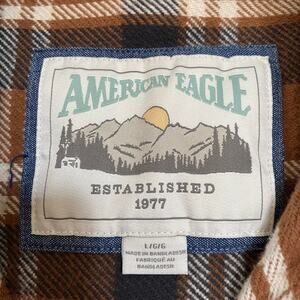 AMERICAN EAGLE
ESTABLISHED
1977
L/G/G
MADE IN BANGLADESH
FABRIQUÉ AU
BANGLADESH